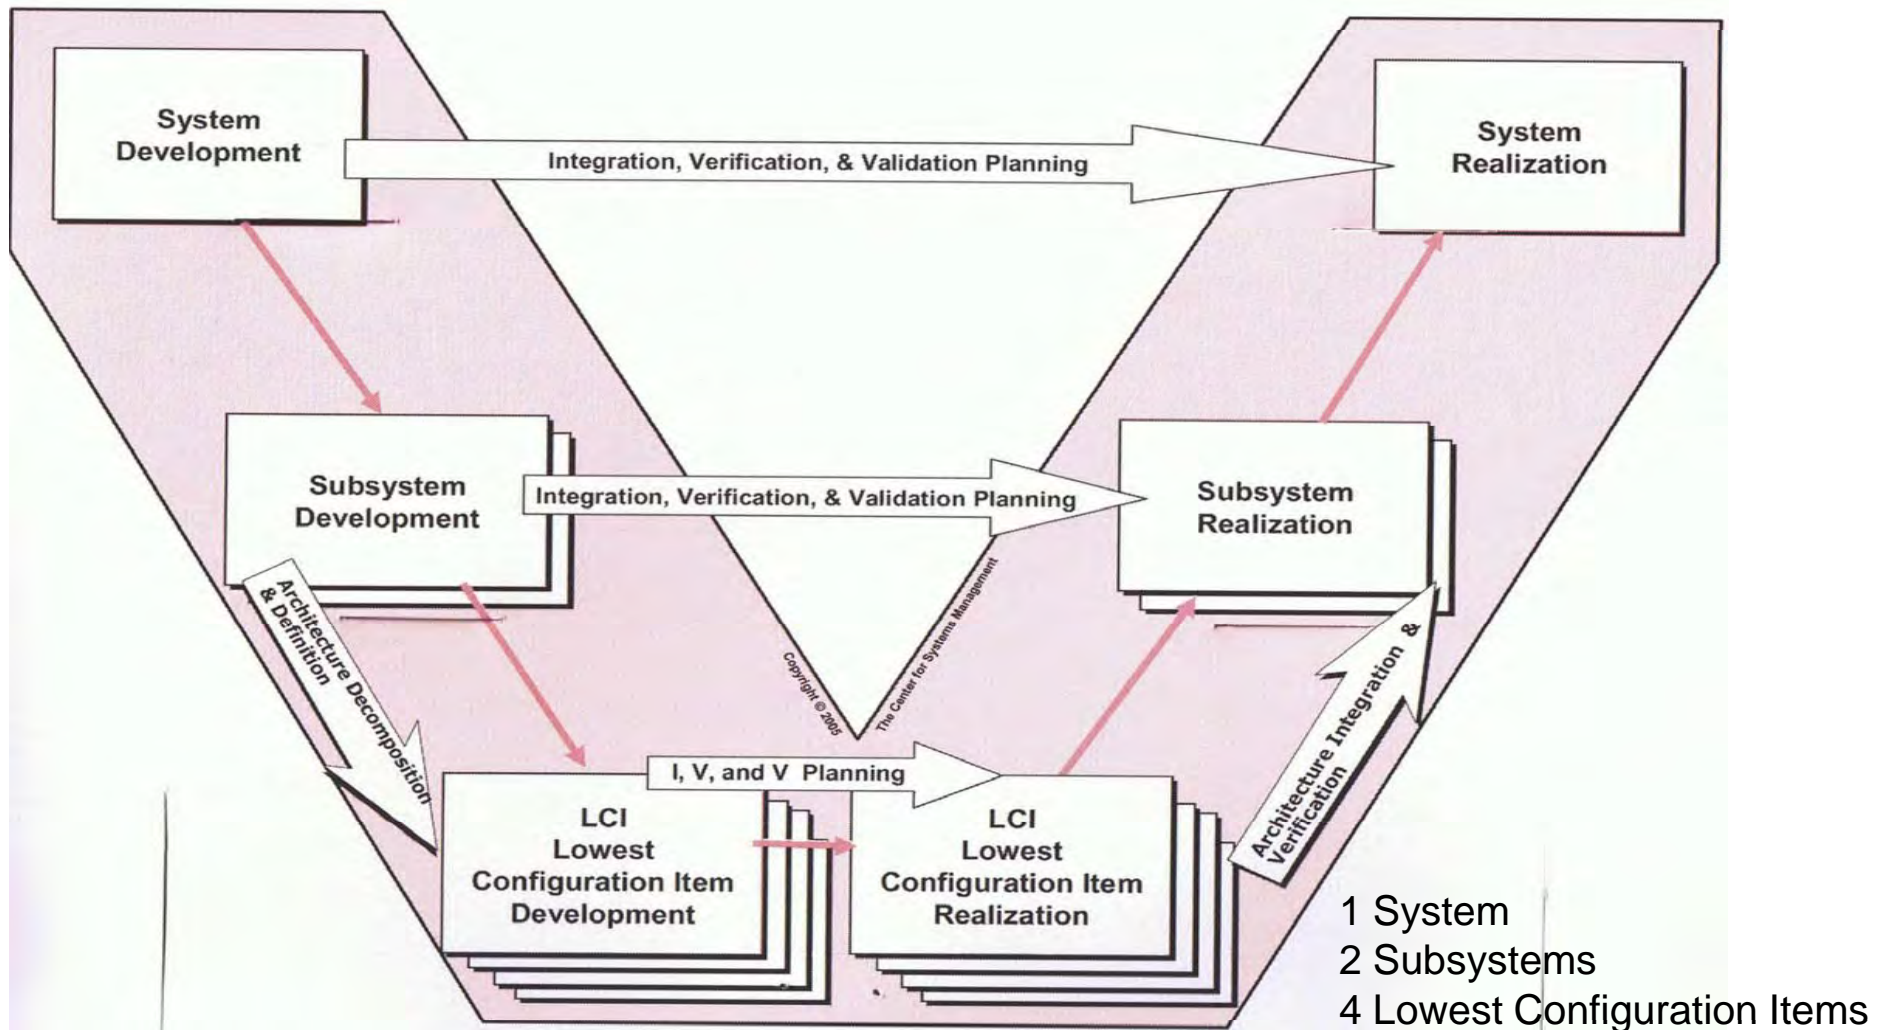 System
Development
Integration, Verification, & Validation Planning
System
Realization
Subsystem
Development
Integration, Verification, & Validation Planning
Subsystem
Realization
Architecture Decomposition
& Definition
Copyright © 2005
The Center for Systems Management
Architecture Integration &
Verification
I, V, and V Planning
LCI
Lowest
Configuration Item
Development
LCI
Lowest
Configuration Item
Realization
1 System
2 Subsystems
4 Lowest Configuration Items